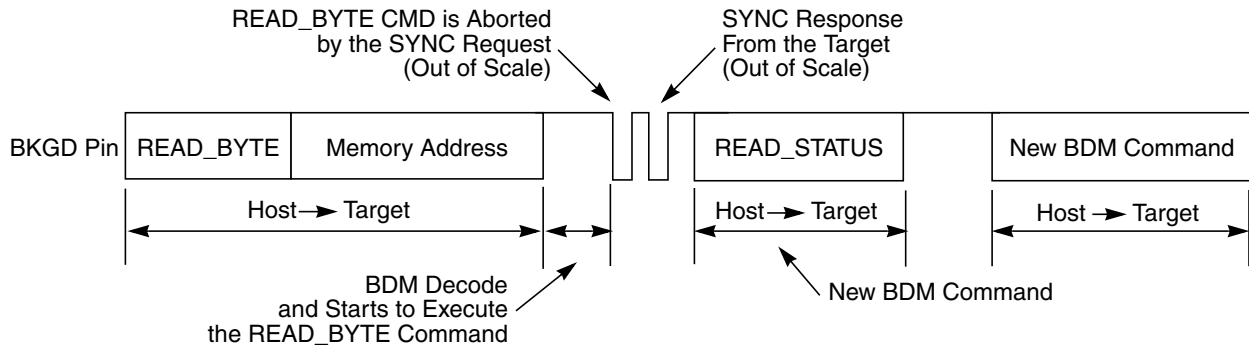 READ_BYTE CMD is Aborted
by the SYNC Request
(Out of Scale)
SYNC Response
From the Target
(Out of Scale)
BKGD Pin
READ_BYTE
Memory Address
READ_STATUS
New BDM Command
Host Target
Host Target
Host Target
BDM Decode
and Starts to Execute
the READ_BYTE Command
New BDM Command